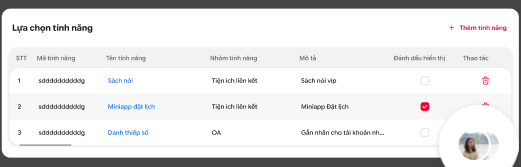 Lựa chọn tính năng
+ Thêm tính năng
STT Mã tính năng Tên tính năng Nhóm tính năng Mô tả Đánh dấu hiển thị Thao tác
1 sddddddddddg Sách nói Tiện ích liên kết Sách nói vip
2 sddddddddddg Miniapp đặt lịch Tiện ích liên kết Miniapp Đặt lịch
3 sddddddddddg Danh thiếp số OA Gắn nhãn cho tài khoản nh...